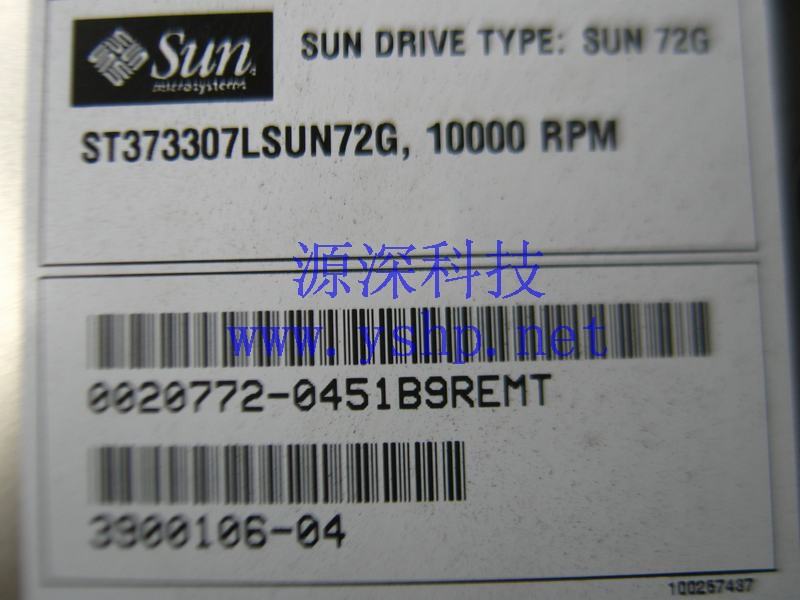 Sun
microsystems
SUN DRIVE TYPE: SUN 72G
ST373307LSUN72G, 10000 RPM
源深科技
www.yshp.net
0020772-0451B9REMT
3900106-04
100257437